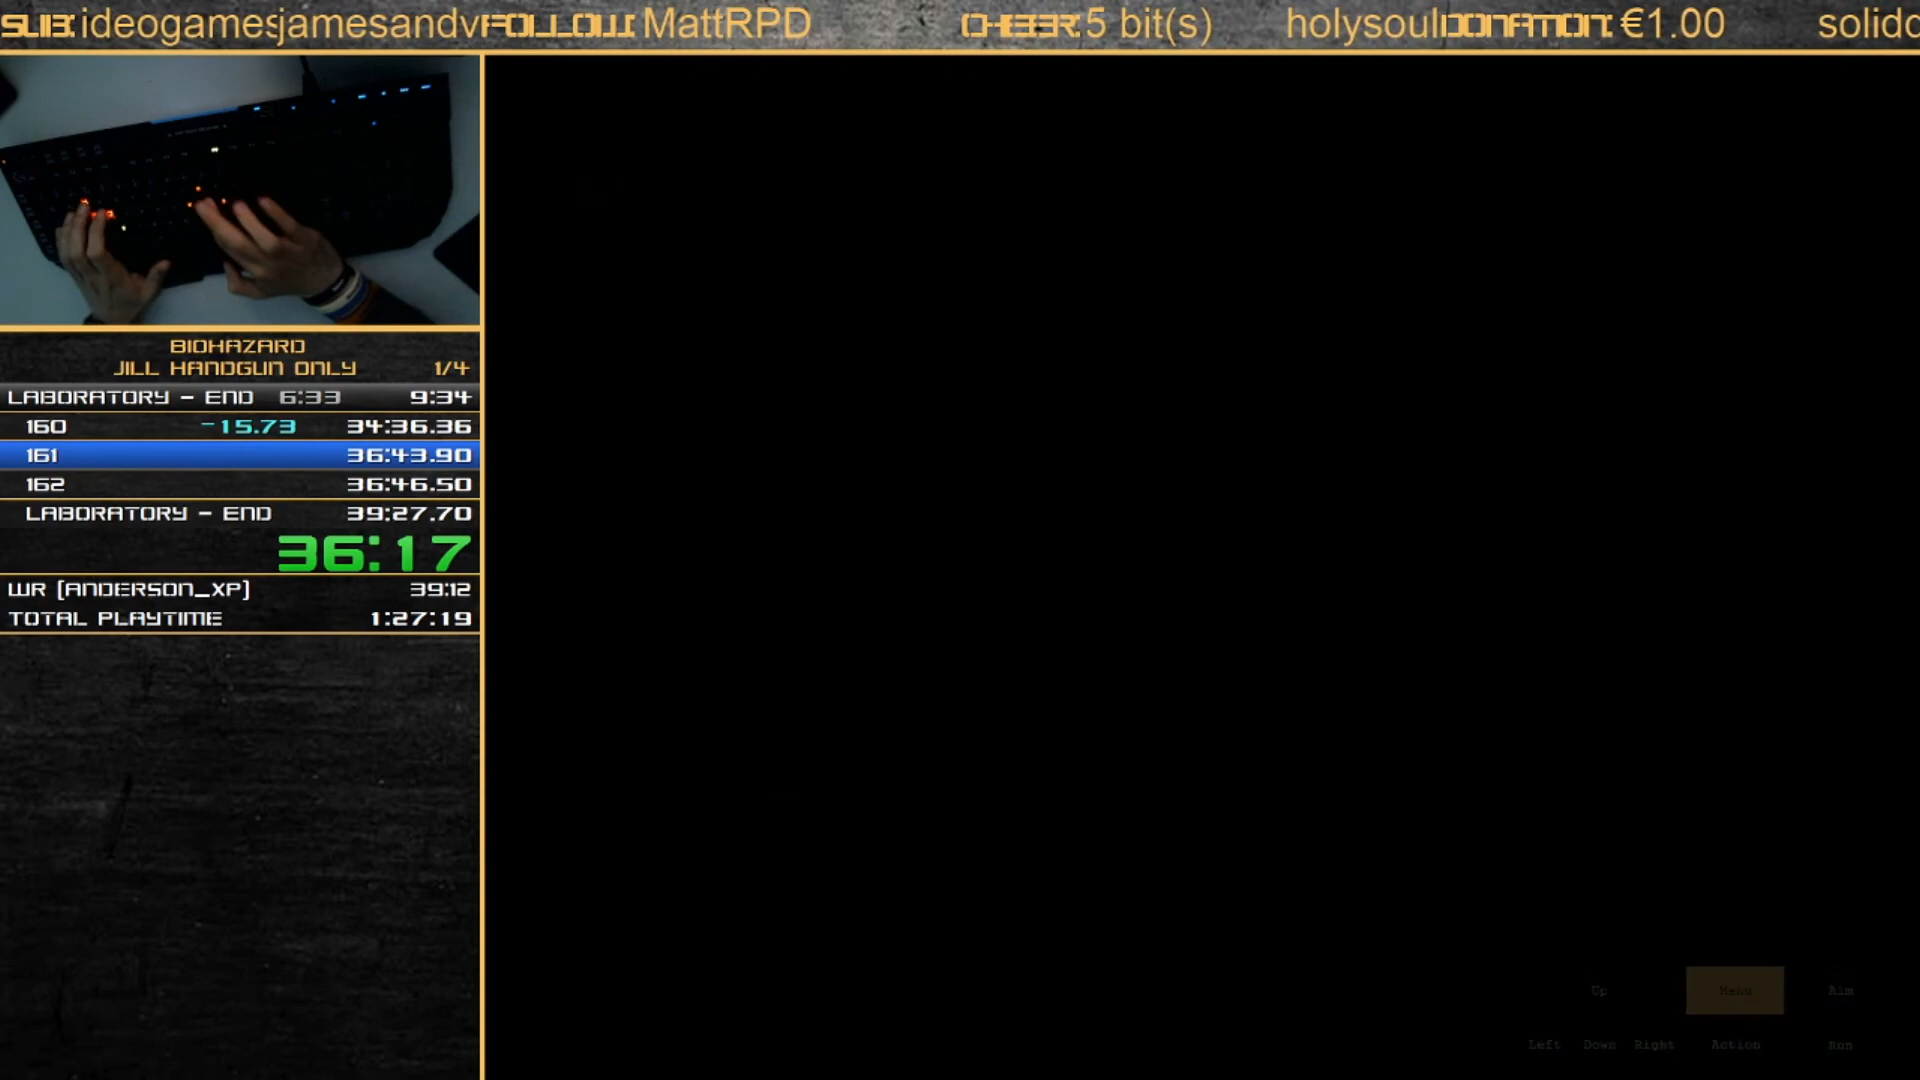 SUB: ideogamesjamesandv FOLLOW: MattRPD CHEER: 5 bit(s) holysoul DONATION: €1.00 solido
BIOHAZARD
JILL HANDGUN ONLY 1/4
LABORATORY - END 6:33 9:34
160 -15.73 34:36.36
161 36:43.90
162 36:46.50
LABORATORY - END 39:27.70
36:17
WR [ANDERSON_XP] 39:12
TOTAL PLAYTIME 1:27:19
Up Menu Aim
Left Down Right Action Run